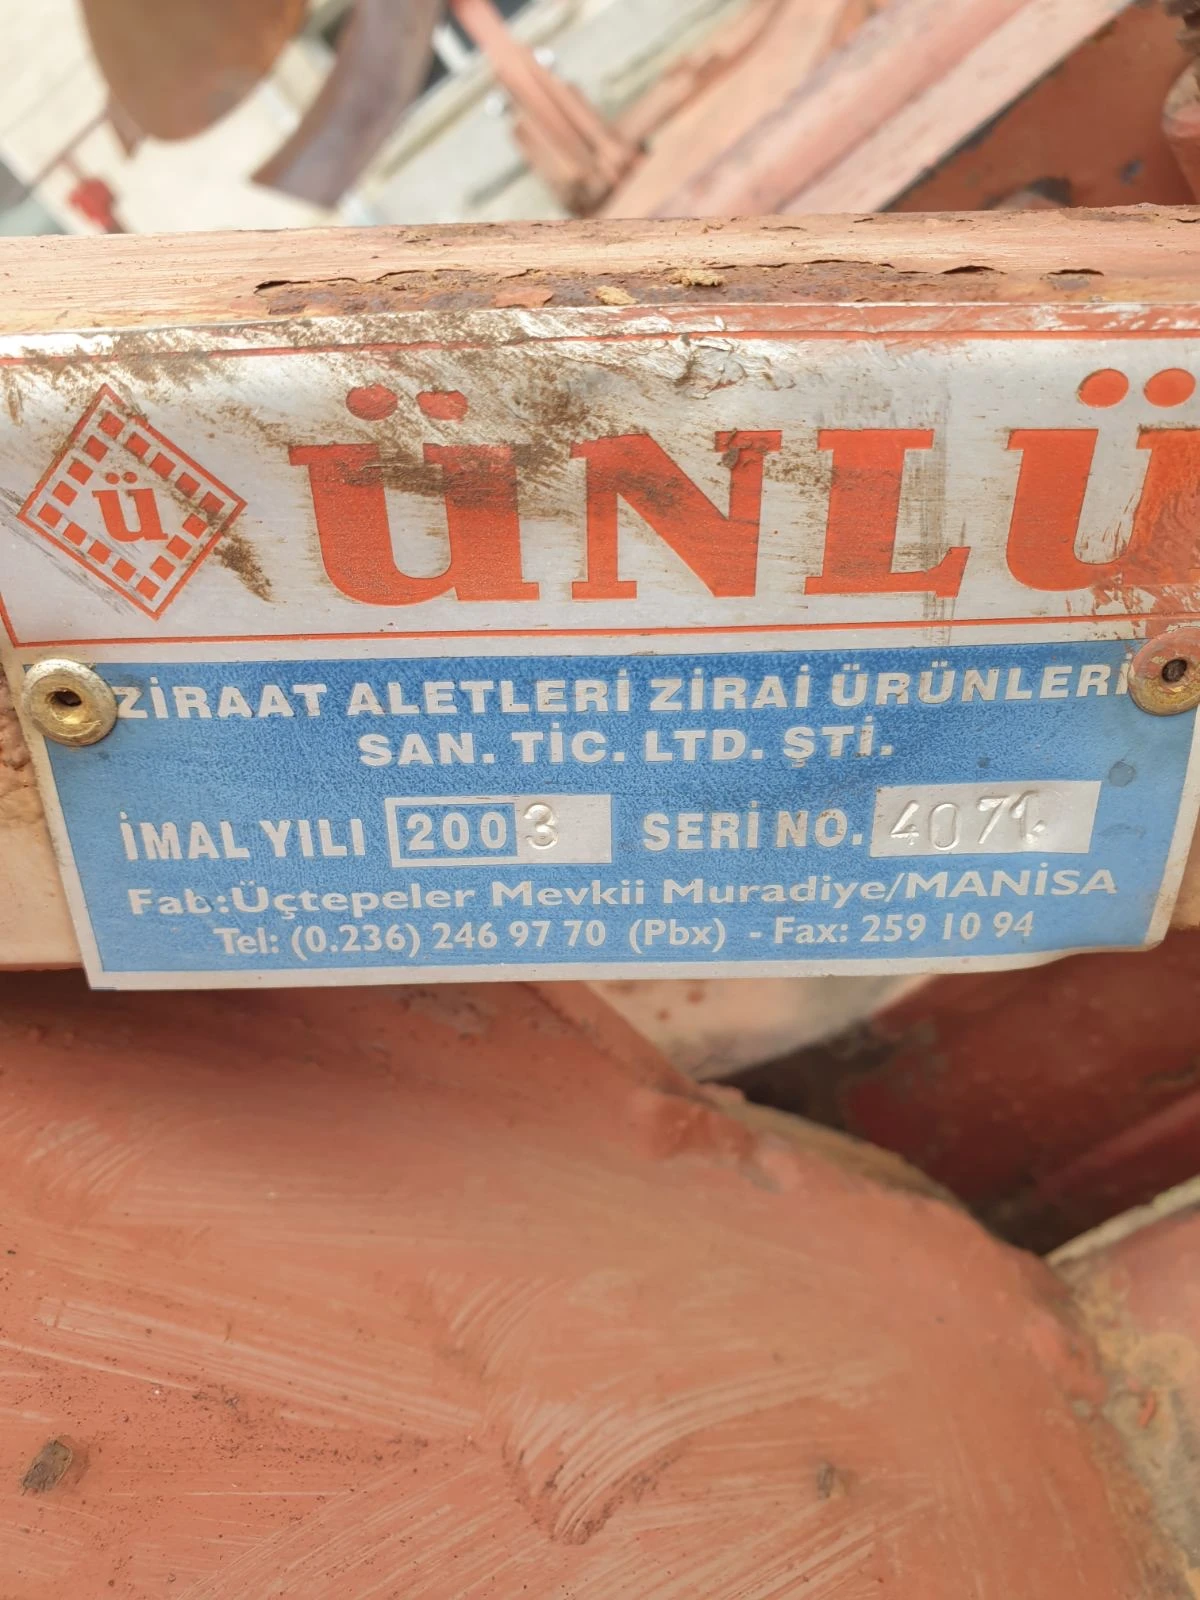 ü ÜNLÜ
ZİRAAT ALETLERİ ZİRAİ ÜRÜNLERİ
SAN. TİC. LTD. ŞTİ.
İMAL YILI 2003 SERİ NO. 4071
Fab:Üçtepeler Mevkii Muradiye/MANİSA
Tel: (0.236) 246 97 70 (Pbx) - Fax: 259 10 94